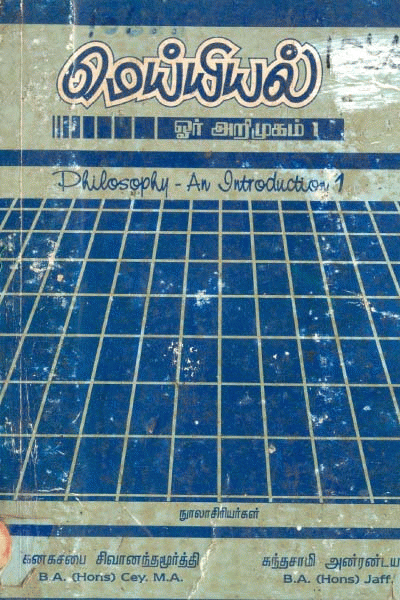 மெய்யியல்
ஓர் அறிமுகம் 1
Philosophy - An Introduction 1
நூலாசிரியர்கள்
கனகசபை சிவானந்தமூர்த்தி
B.A. (Hons) Cey. M.A.
கந்தசாமி அன்ரன்டய
B.A. (Hons) Jaff.